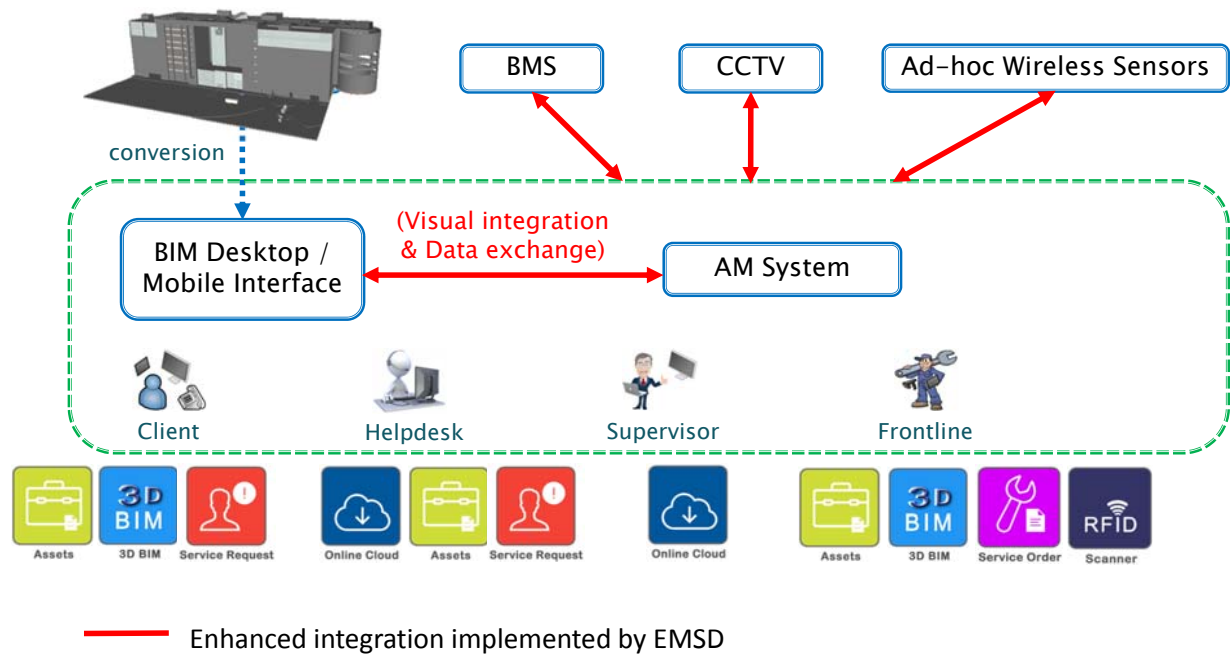 BMS
CCTV
Ad-hoc Wireless Sensors
conversion
(Visual integration
& Data exchange)
BIM Desktop /
Mobile Interface
AM System
Client
Helpdesk
Supervisor
Frontline
3D
BIM
3D
BIM
RFID
Assets
3D BIM
Service Request
Online Cloud
Assets
Service Request
Online Cloud
Assets
3D BIM
Service Order
Scanner
Enhanced integration implemented by EMSD